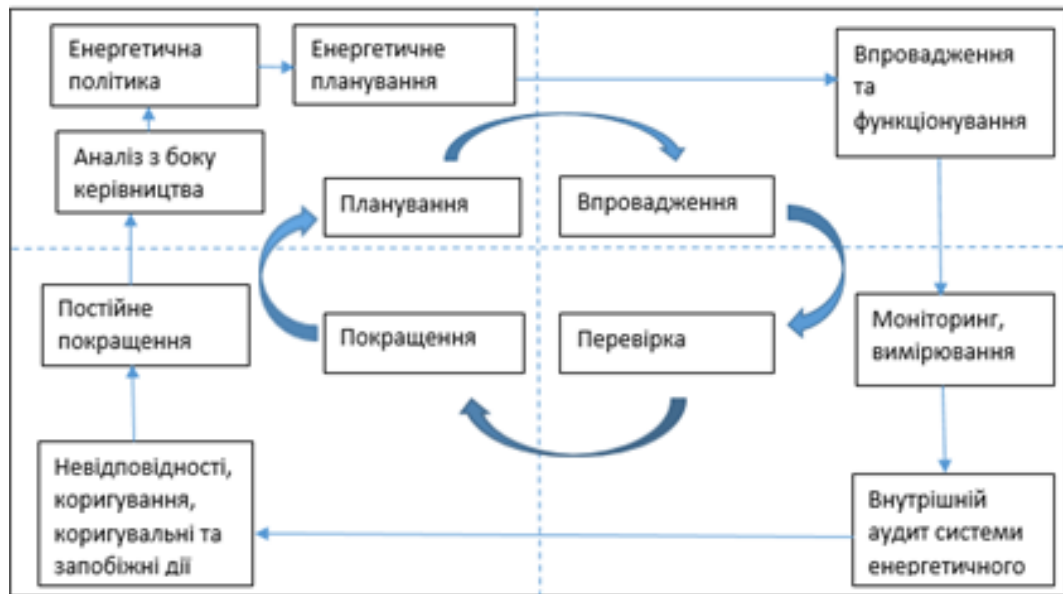 Енергетична
політика
Енергетичне
планування
Впровадження
та
функціонування
Аналіз з боку
керівництва
Планування
Впровадження
Постійне
покращення
Покращення
Перевірка
Моніторинг,
вимірювання
Невідповідності,
коригування,
коригувальні та
запобіжні дії
Внутрішній
аудит системи
енергетичного